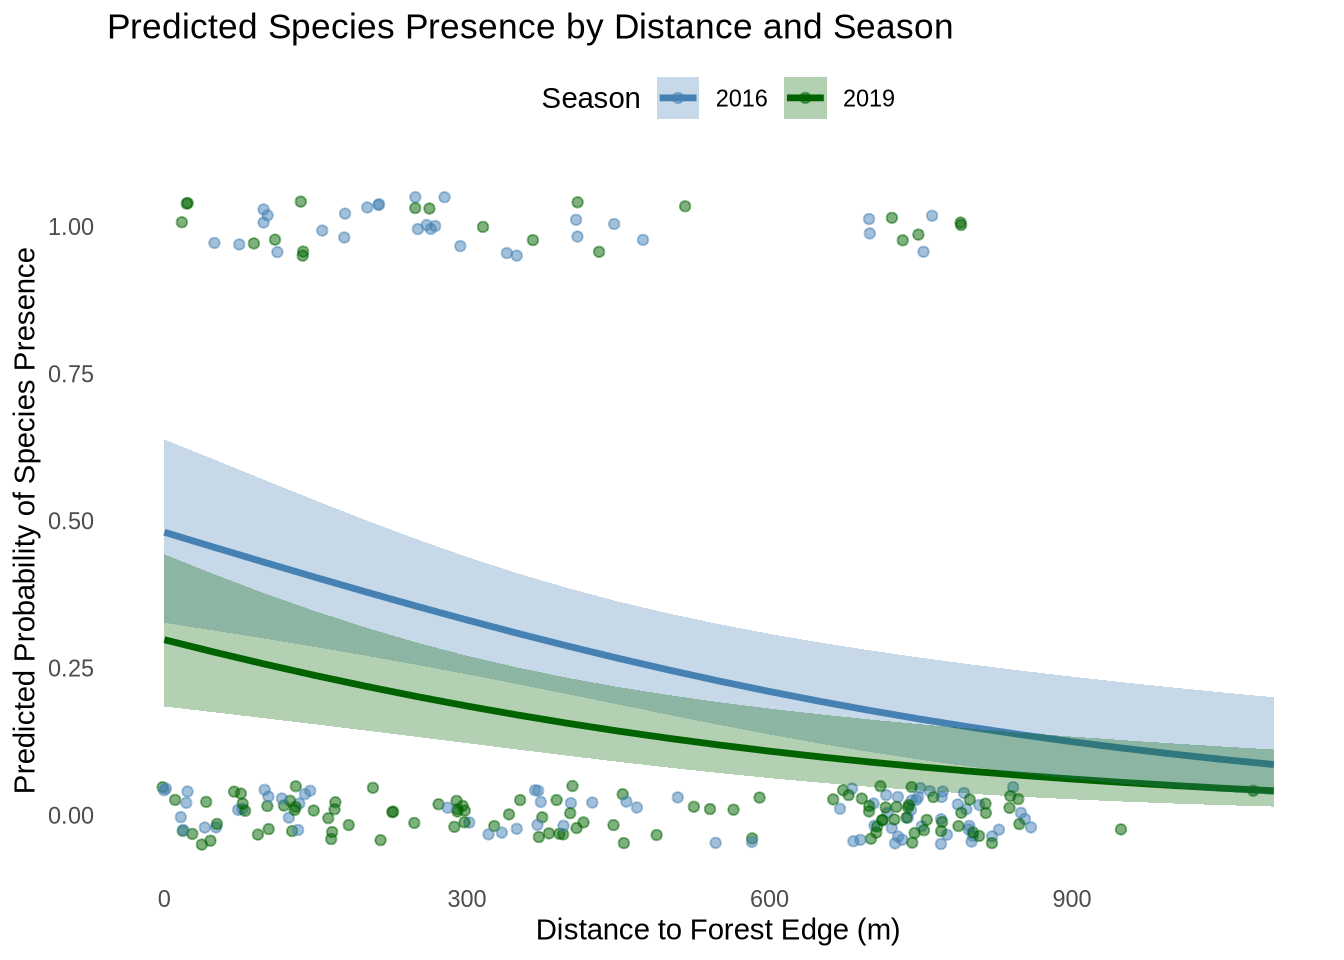 Predicted Species Presence by Distance and Season
Season 2016 2019
Predicted Probability of Species Presence
1.00
0.75
0.50
0.25
0.00
0 300 600 900
Distance to Forest Edge (m)